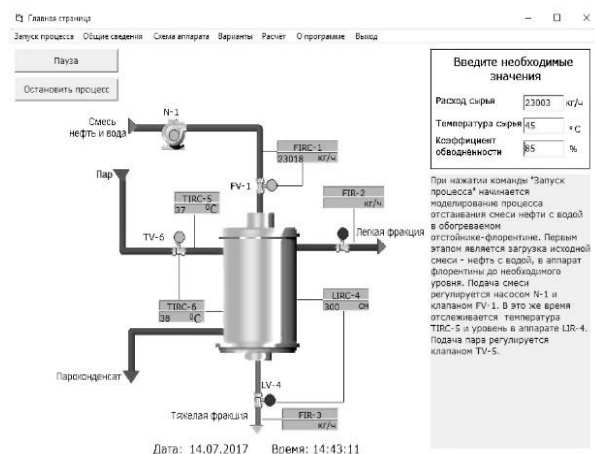 Главная страница
Запуск процесса Общие сведения Схема аппарата Варианты Расчёт О программе Выход
Пауза
Остановить процесс
N-1
Смесь
нефть и вода
FIRC-1
23018 кг/ч
Пар
FV-1
TIRC-5
37 °C
FIR-2
кг/ч
TV-6
Легкая фракция
TIRC-6
38 °C
LIRC-4
300 см
Пароконденсат
LV-4
Тяжелая фракция
FIR-3
кг/ч
Дата: 14.07.2017 Время: 14:43:11
Введите необходимые
значения
Расход сырья 23003 кг/ч
Температура сырья 45 °C
Коэффициент
обводнённости 85 %
При нажатии команды "Запуск
процесса" начинается
моделирование процесса
отстаивания смеси нефти с водой
в обогреваемом
отстойнике-флорентине. Первым
этапом является загрузка исходной
смеси - нефть с водой, в аппарат
флорентины до необходимого
уровня. Подача смеси
регулируется насосом N-1 и
клапаном FV-1. В это же время
отслеживается температура
TIRC-5 и уровень в аппарате LIR-4.
Подача пара регулируется
клапаном TV-5.